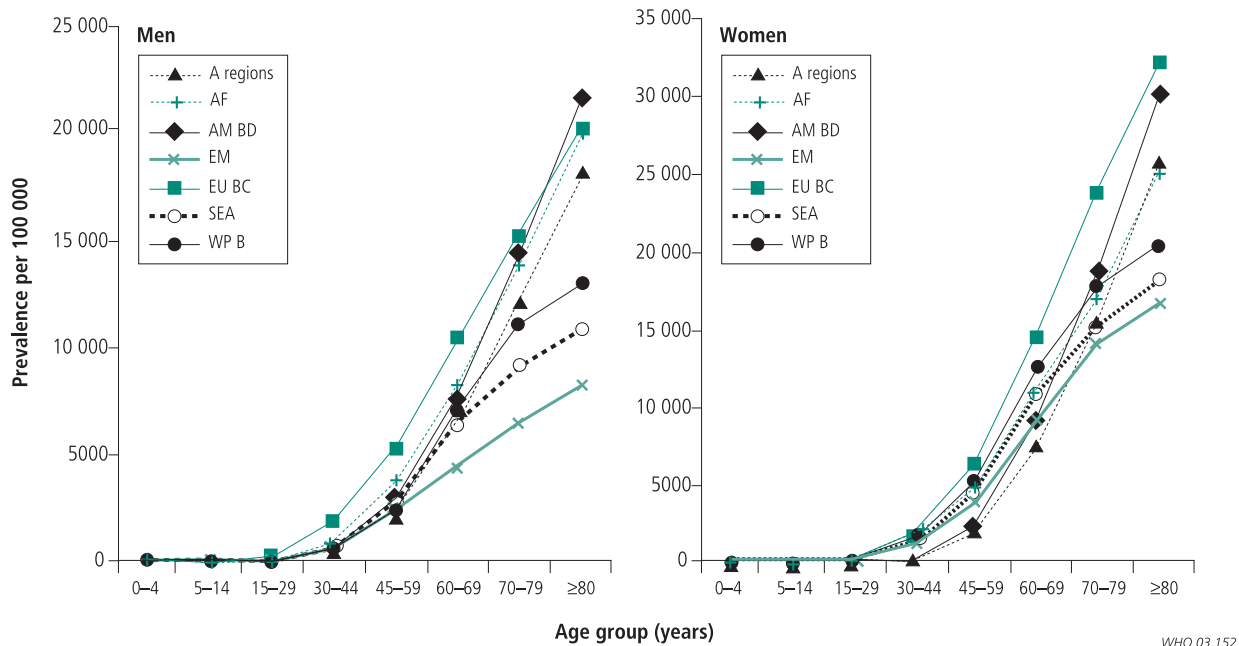 Men
A regions
AF
AM BD
EM
EU BC
SEA
WP B
Prevalence per 100 000
25 000
20 000
15 000
10 000
5000
0
0–4
5–14
15–29
30–44
45–59
60–69
70–79
≥80
Women
A regions
AF
AM BD
EM
EU BC
SEA
WP B
35 000
30 000
25 000
20 000
15 000
10 000
5000
0
0–4
5–14
15–29
30–44
45–59
60–69
70–79
≥80
Age group (years)
WHO 03.152